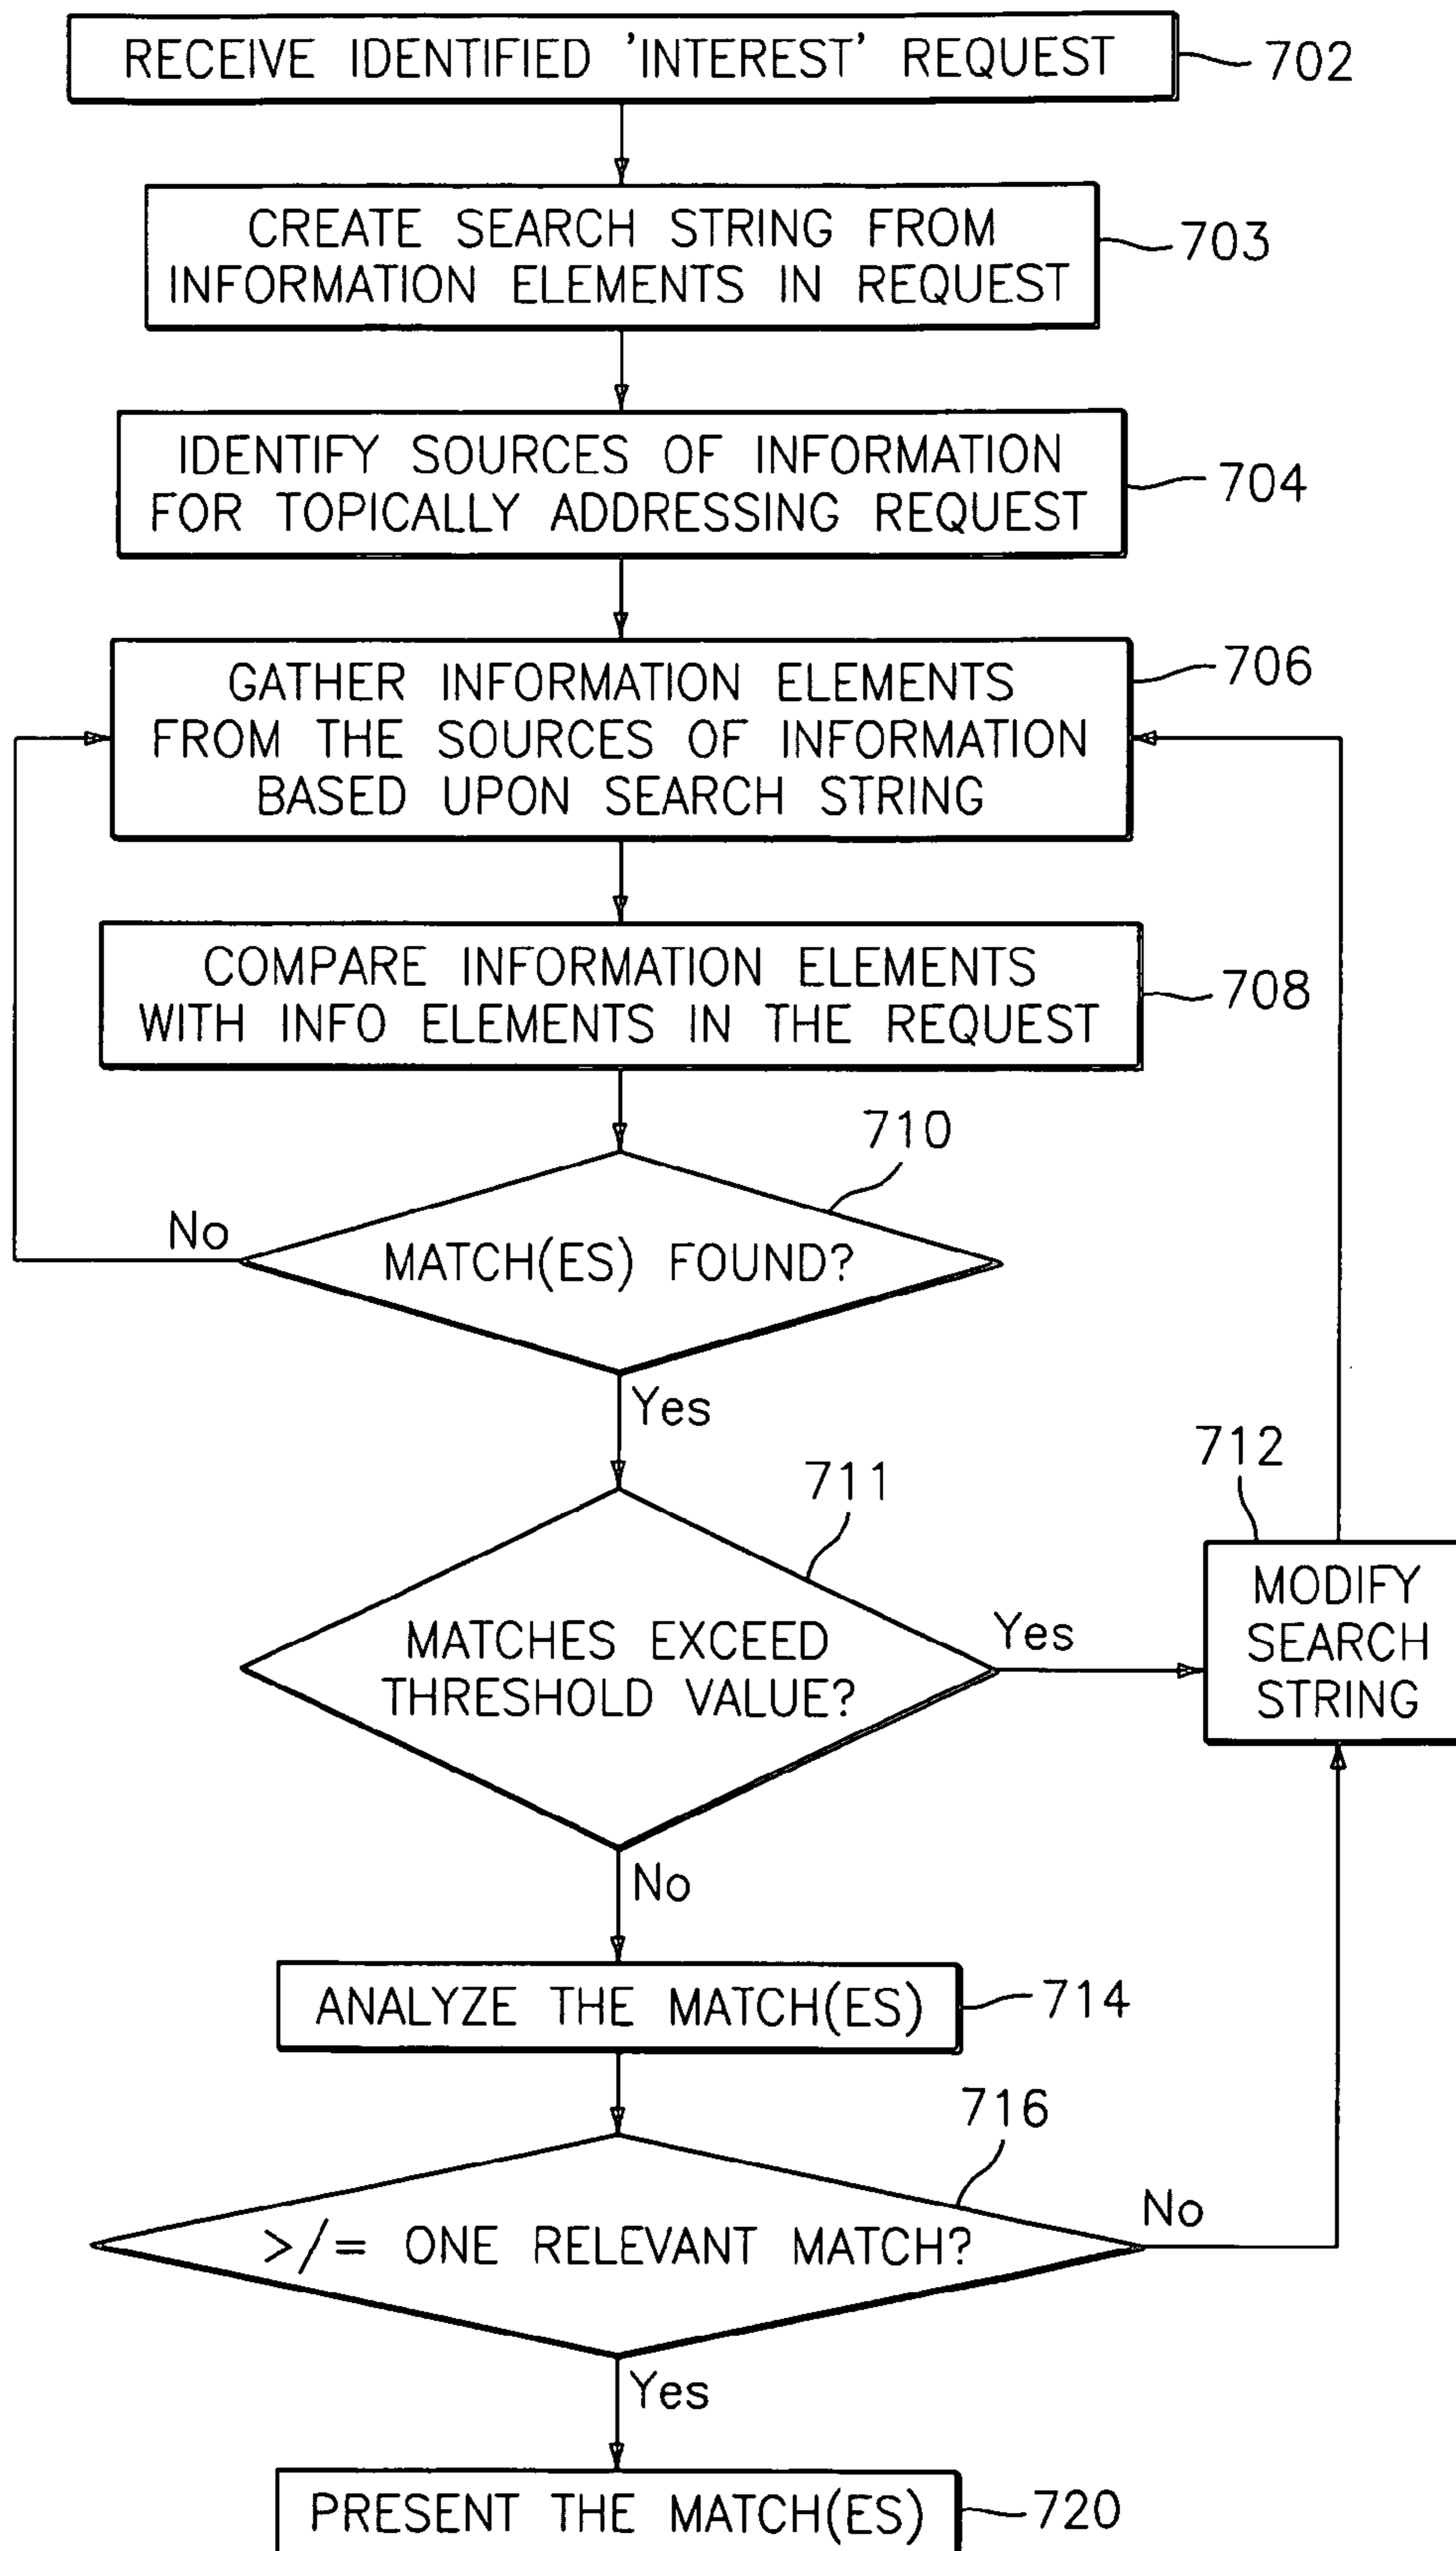 RECEIVE IDENTIFIED 'INTEREST' REQUEST
702
CREATE SEARCH STRING FROM
INFORMATION ELEMENTS IN REQUEST
703
IDENTIFY SOURCES OF INFORMATION
FOR TOPICALLY ADDRESSING REQUEST
704
GATHER INFORMATION ELEMENTS
FROM THE SOURCES OF INFORMATION
BASED UPON SEARCH STRING
706
COMPARE INFORMATION ELEMENTS
WITH INFO ELEMENTS IN THE REQUEST
708
710
No
MATCH(ES) FOUND?
Yes
711
712
MATCHES EXCEED
THRESHOLD VALUE?
Yes
MODIFY
SEARCH
STRING
No
ANALYZE THE MATCH(ES)
714
716
>/= ONE RELEVANT MATCH?
No
Yes
PRESENT THE MATCH(ES)
720